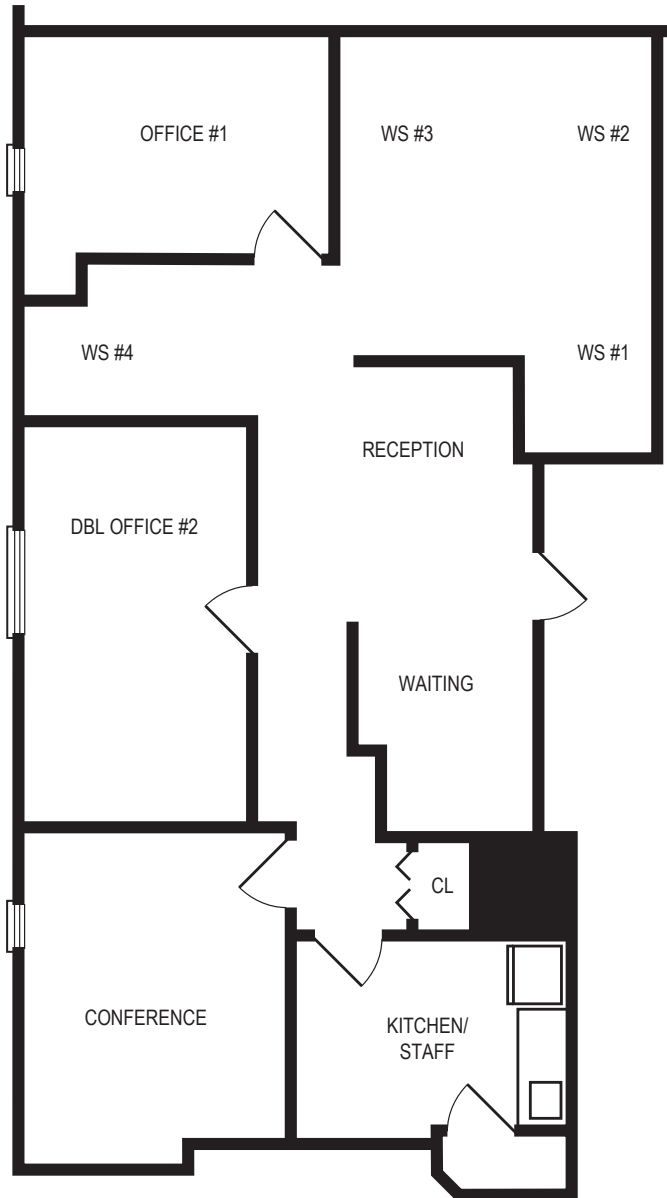 OFFICE #1
WS #3
WS #2
WS #4
WS #1
RECEPTION
DBL OFFICE #2
WAITING
CL
CONFERENCE
KITCHEN/
STAFF